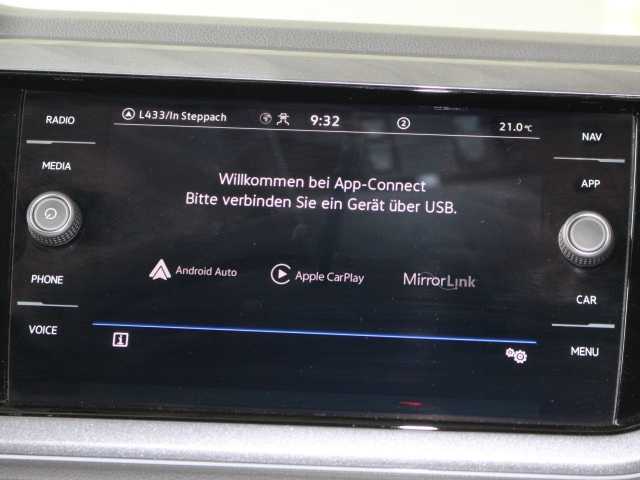 RADIO
MEDIA
PHONE
VOICE
L433/In Steppach
9:32
2
21.0°C
Willkommen bei App-Connect
Bitte verbinden Sie ein Gerät über USB.
Android Auto
Apple CarPlay
MirrorLink
i
NAV
APP
CAR
MENU